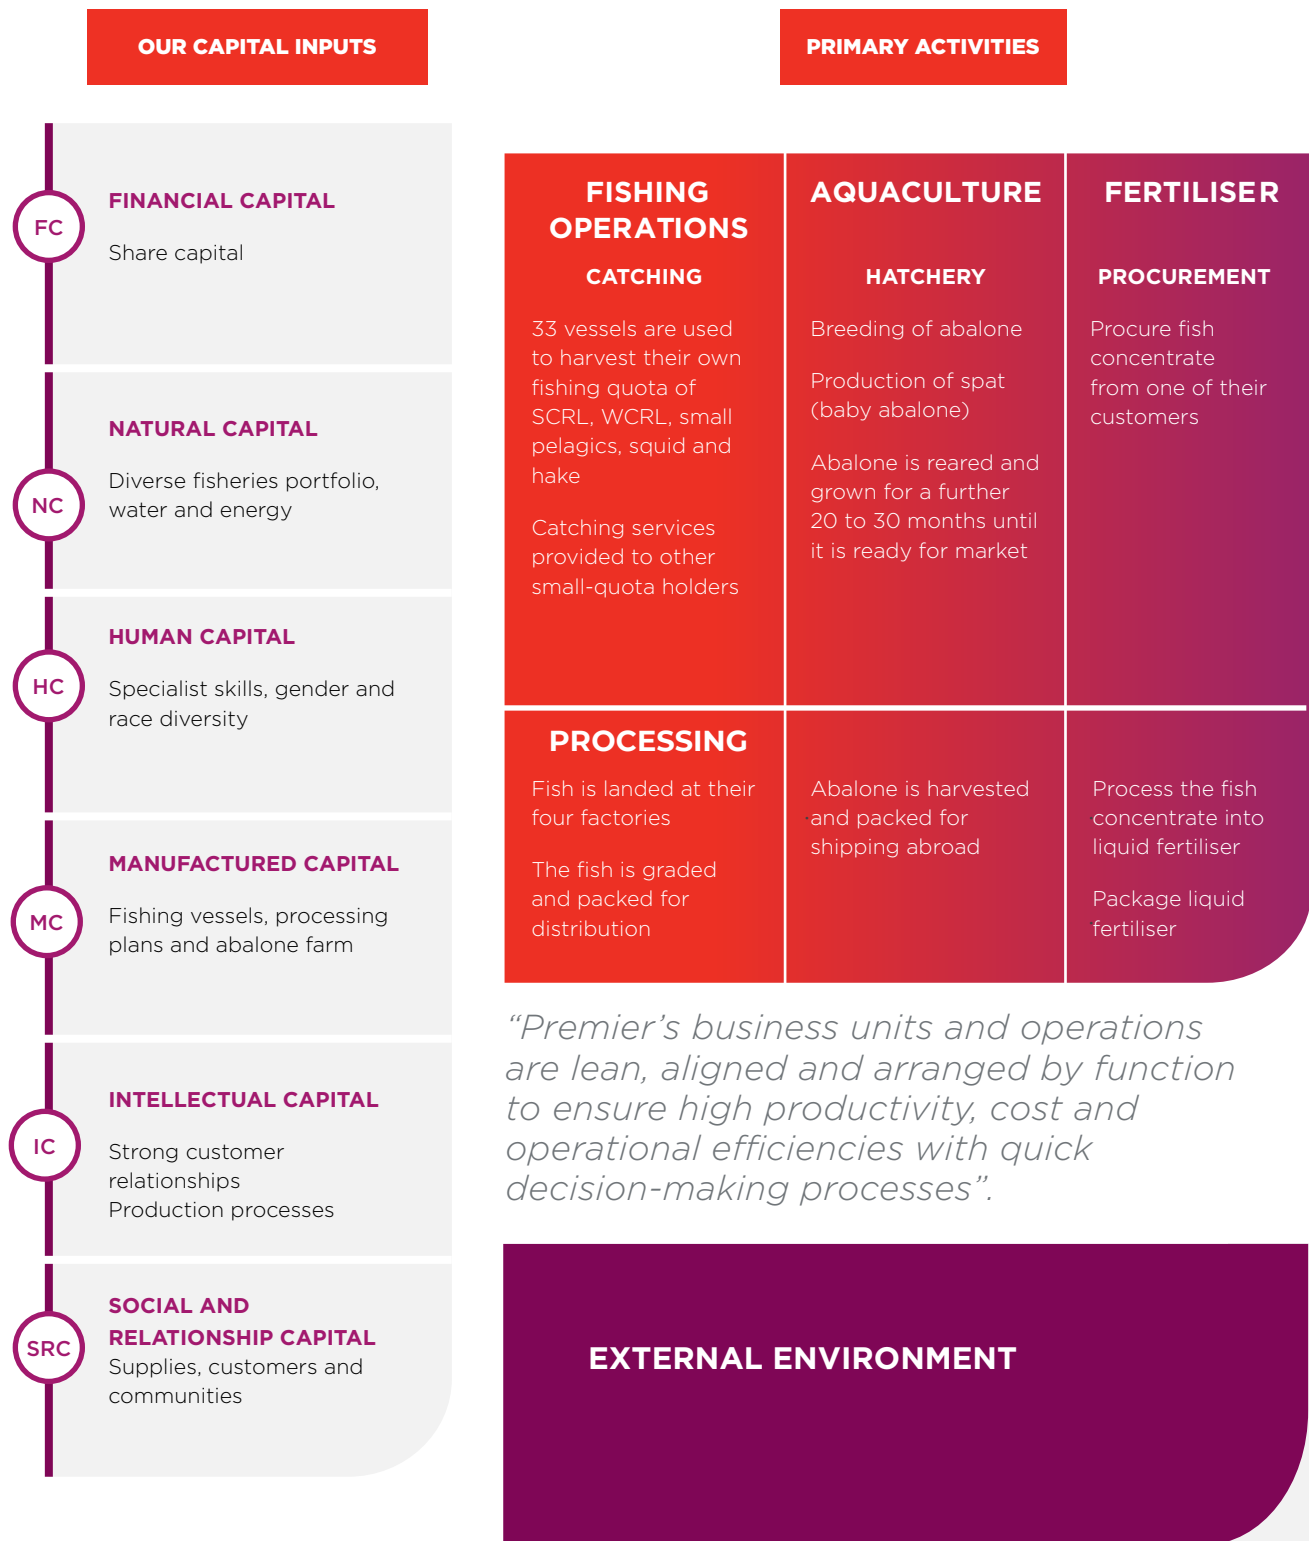 OUR CAPITAL INPUTS
FC
FINANCIAL CAPITAL
Share capital
NC
NATURAL CAPITAL
Diverse fisheries portfolio,
water and energy
HC
HUMAN CAPITAL
Specialist skills, gender and
race diversity
MC
MANUFACTURED CAPITAL
Fishing vessels, processing
plans and abalone farm
IC
INTELLECTUAL CAPITAL
Strong customer
relationships
Production processes
SRC
SOCIAL AND
RELATIONSHIP CAPITAL
Supplies, customers and
communities
PRIMARY ACTIVITIES
FISHING
OPERATIONS
CATCHING
33 vessels are used
to harvest their own
fishing quota of
SCRL, WCRL, small
pelagics, squid and
hake
Catching services
provided to other
small-quota holders
AQUACULTURE
HATCHERY
Breeding of abalone
Production of spat
(baby abalone)
Abalone is reared and
grown for a further
20 to 30 months until
it is ready for market
FERTILISER
PROCUREMENT
Procure fish
concentrate
from one of their
customers
PROCESSING
Fish is landed at their
four factories
The fish is graded
and packed for
distribution
Abalone is harvested
and packed for
shipping abroad
Process the fish
concentrate into
liquid fertiliser
Package liquid
fertiliser
“Premier’s business units and operations
are lean, aligned and arranged by function
to ensure high productivity, cost and
operational efficiencies with quick
decision-making processes”.
EXTERNAL ENVIRONMENT